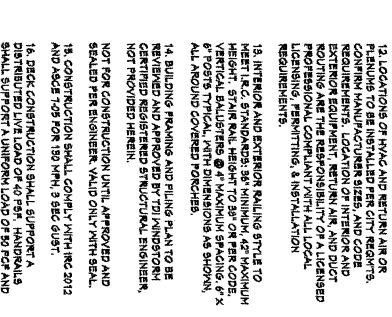 12. LOCATIONS OF HVAC AND RETURN AIR OR
PLENUMS TO BE INSTALLED PER CITY REQM'TS.
CONFIRM MANUFACTURER SIZES, AND CODE
REQUIREMENTS. LOCATION OF INTERIOR AND
EXTERIOR EQUIPMENT, RETURN AIR, AND DUCT
ROUTING ARE THE RESPONSIBILITY OF A LICENSED
PROFESSIONAL COMPLIANT WITH ALL LOCAL
LICENSING, PERMITTING, & INSTALLATION
REQUIREMENTS.
13. INTERIOR AND EXTERIOR RAILING STYLE TO
MEET I.R.C. STANDARDS: 36" MINIMUM, 42" MAXIMUM
HEIGHT. STAIR RAIL HEIGHT TO 38" OR PER CODE.
VERTICAL BALLISTERS @ 4" MAXIMUM SPACING. 6" X
6" POSTS TYPICAL, WITH DIMENSIONS AS SHOWN,
ALL AROUND COVERED PORCHES.
14. BUILDING FRAMING AND PILING PLAN TO BE
REVIEWED AND APPROVED BY TDI WINDSTORM
CERTIFIED REGISTERED STRUCTURAL ENGINEER,
NOT PROVIDED HEREIN.
NOT FOR CONSTRUCTION UNTIL APPROVED AND
SEALED PER ENGINEER. VALID ONLY WITH SEAL.
15. CONSTRUCTION SHALL COMPLY WITH IRC 2012
AND ASCE 7-05 FOR 130 MPH, 3 SEC GUST.
16. DECK CONSTRUCTION SHALL SUPPORT A
DISTRIBUTED LIVE LOAD OF 40 PSF. HANDRAILS
SHALL SUPPORT A UNIFORM LOAD OF 50 PCF AND